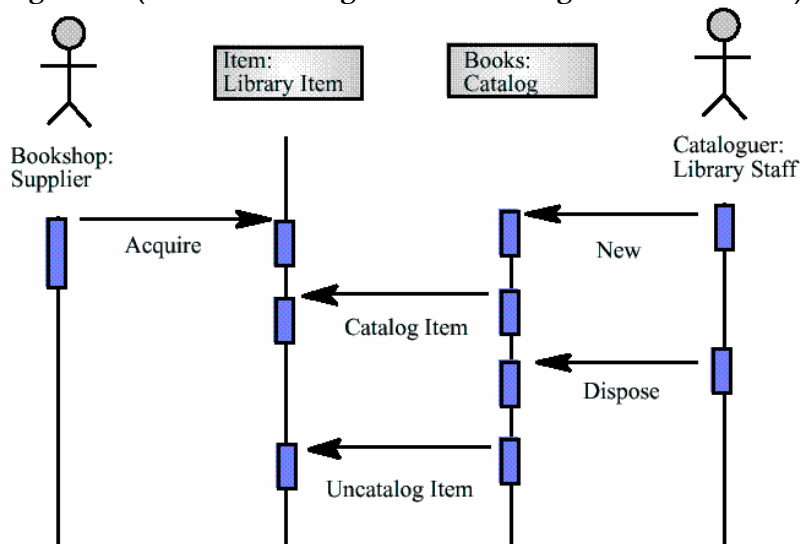 Item:
Library Item
Books:
Catalog
Bookshop:
Supplier
Cataloguer:
Library Staff
Acquire
New
Catalog Item
Dispose
Uncatalog Item